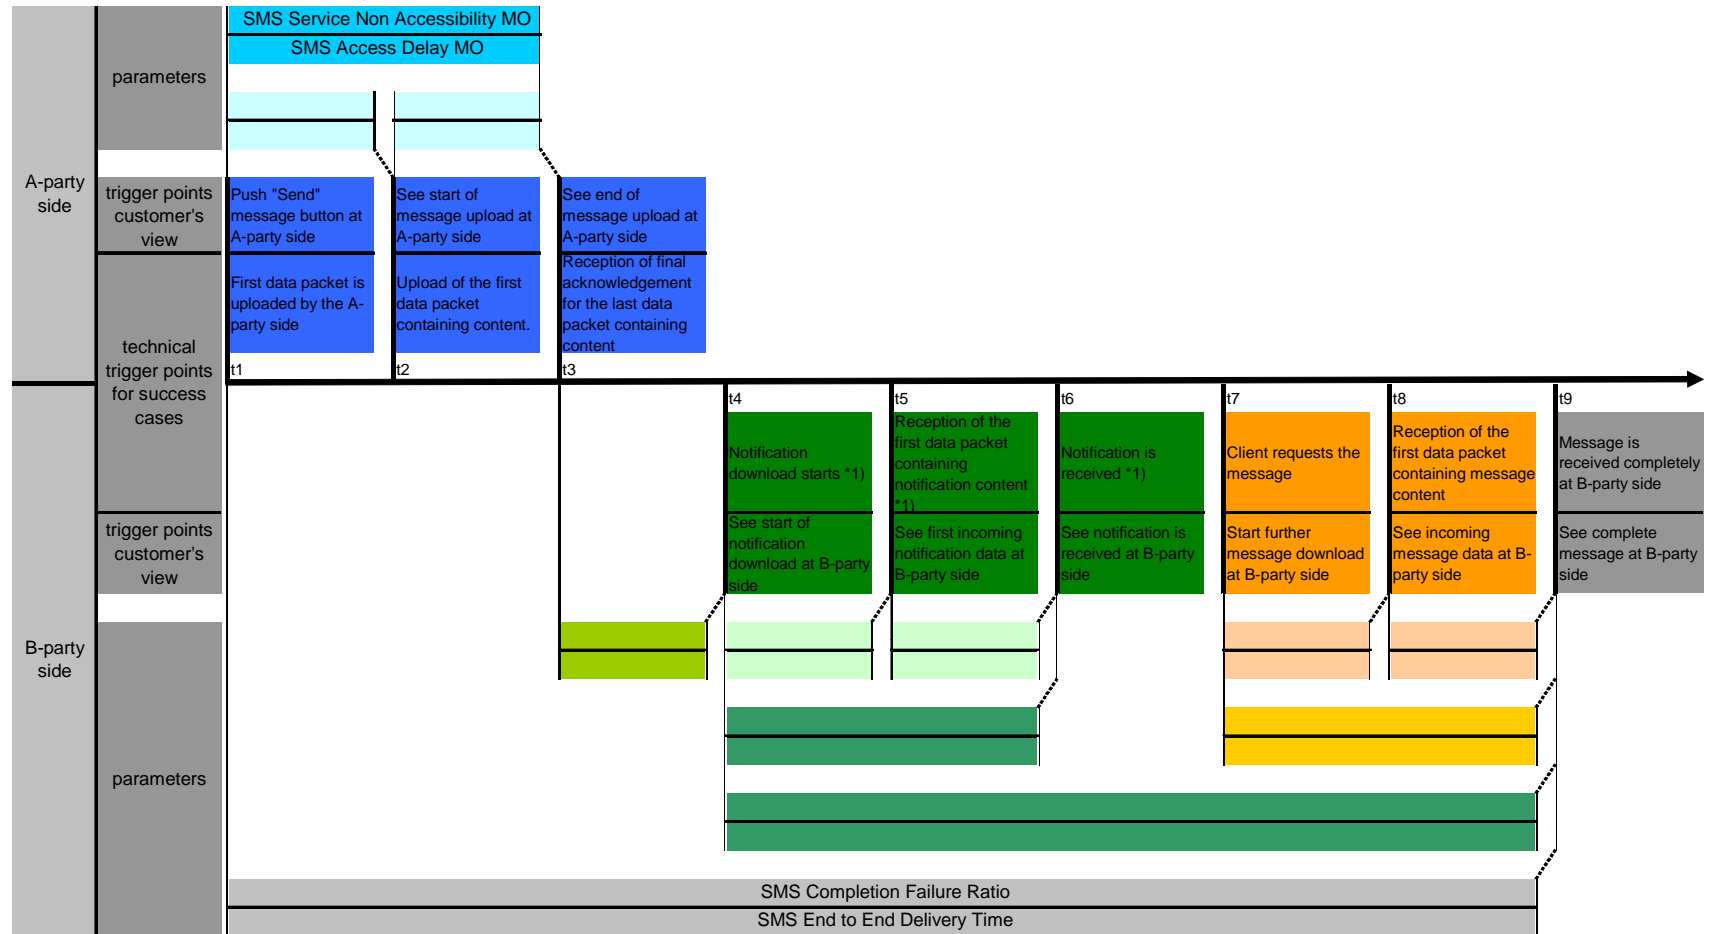 SMS Service Non Accessibility MO
SMS Access Delay MO
parameters
A-party
side
trigger points
customer's
view
Push "Send"
message button at
A-party side
See start of
message upload at
A-party side
See end of
message upload at
A-party side
First data packet is
uploaded by the A-
party side
Upload of the first
data packet
containing content.
Reception of final
acknowledgement
for the last data
packet containing
content
technical
trigger points
for success
cases
t1
t2
t3
t4
t5
t6
t7
t8
t9
Notification
download starts *1)
Reception of the
first data packet
containing
notification content
*1)
Notification is
received *1)
Client requests the
message
Reception of the
first data packet
containing message
content
Message is
received completely
at B-party side
trigger points
customer's
view
See start of
notification
download at B-party
side
See first incoming
notification data at
B-party side
See notification is
received at B-party
side
Start further
message download
at B-party side
See incoming
message data at B-
party side
See complete
message at B-party
side
B-party
side
parameters
SMS Completion Failure Ratio
SMS End to End Delivery Time